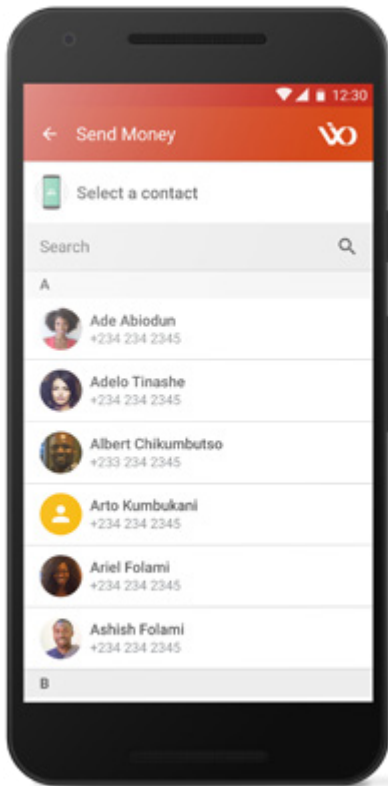 12:30
Send Money
Select a contact
Search
A
Ade Abiodun
+234 234 2345
Adelo Tinashe
+234 234 2345
Albert Chikumbutso
+233 234 2345
Arto Kumbukani
+234 234 2345
Ariel Folami
+234 234 2345
Ashish Folami
+234 234 2345
B